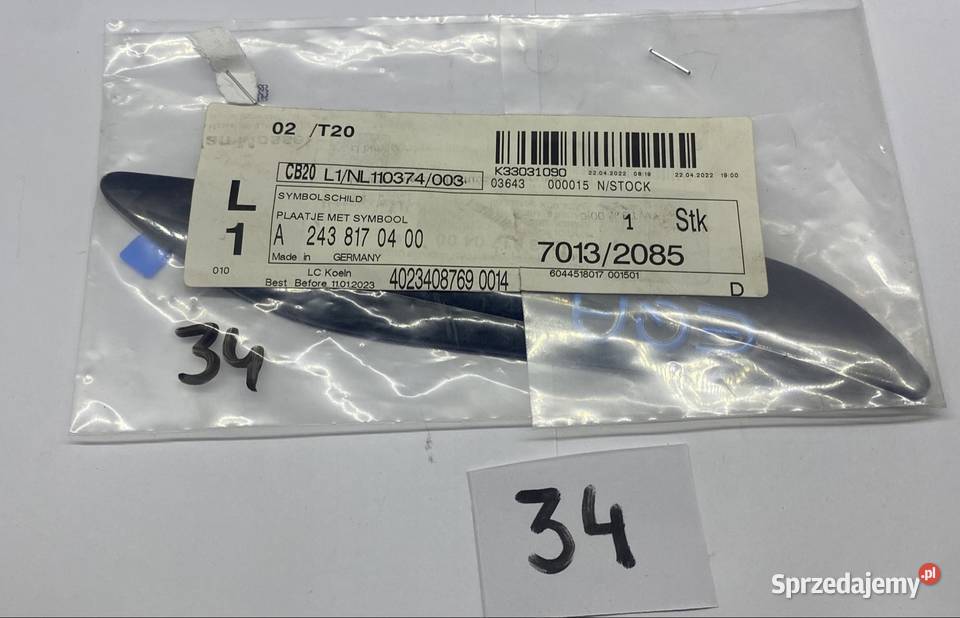 02 /T20
K33031090
22.04.2022 08:19 22.04.2022 19:00
CB20 L1/NL110374/003
03643 000015 N/STOCK
L
1
SYMBOLSCHILD
PLAATJE MET SYMBOOL
1 Stk
A 243 817 04 00
7013/2085
Made in GERMANY
010
LC Koeln
6044518017 001501
Best Before 11012023
4023408769 0014
D
34
34
Sprzedajemy.pl